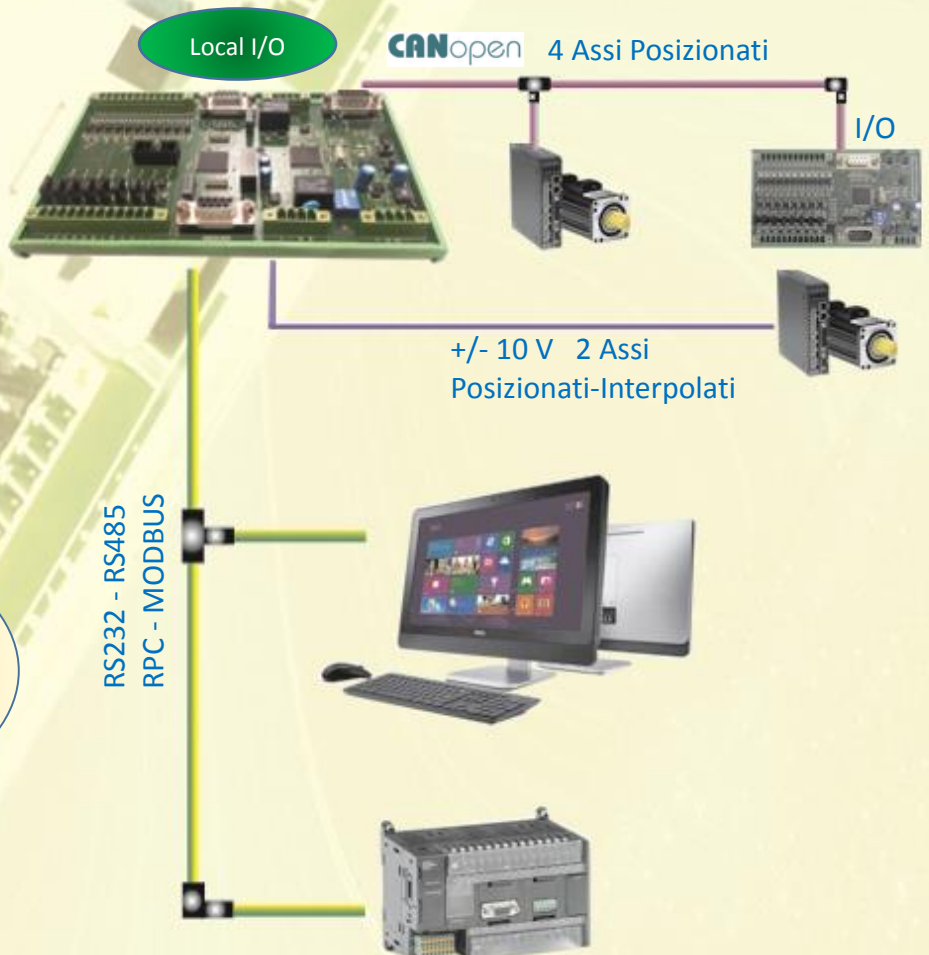 Local I/O
CANopen
4 Assi Posizionati
I/O
+/- 10 V 2 Assi
Posizionati-Interpolati
RS232 - RS485
RPC - MODBUS